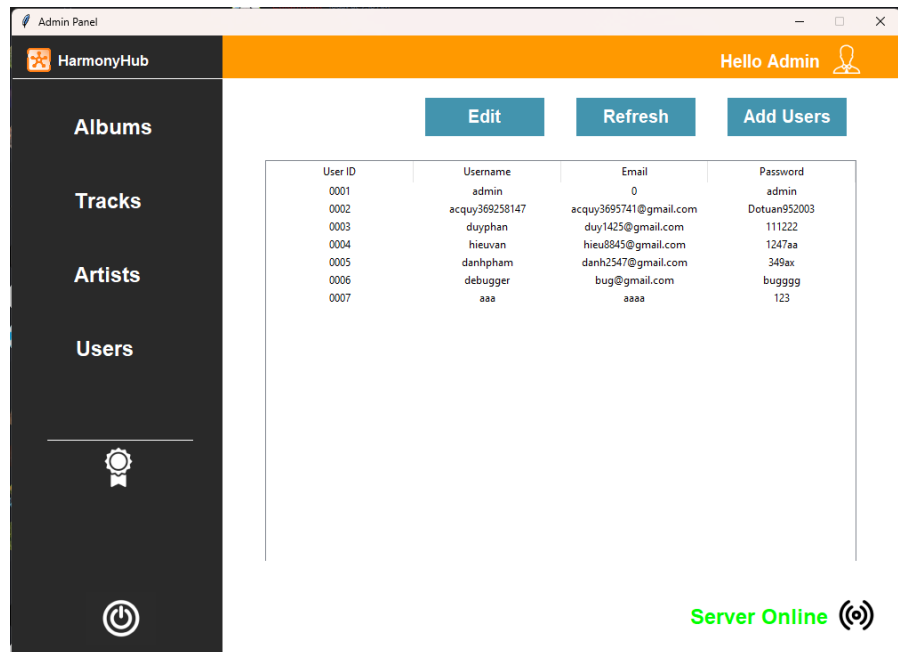 Admin Panel
HarmonyHub
Hello Admin
Albums
Tracks
Artists
Users
Edit Refresh Add Users
User ID Username Email Password
0001 admin 0 admin
0002 acquy369258147 acquy3695741@gmail.com Dotuan952003
0003 duyphan duy1425@gmail.com 111222
0004 hieuvan hieu8845@gmail.com 1247aa
0005 danhpham danh2547@gmail.com 349ax
0006 debugger bug@gmail.com bugggg
0007 aaa aaaa 123
Server Online